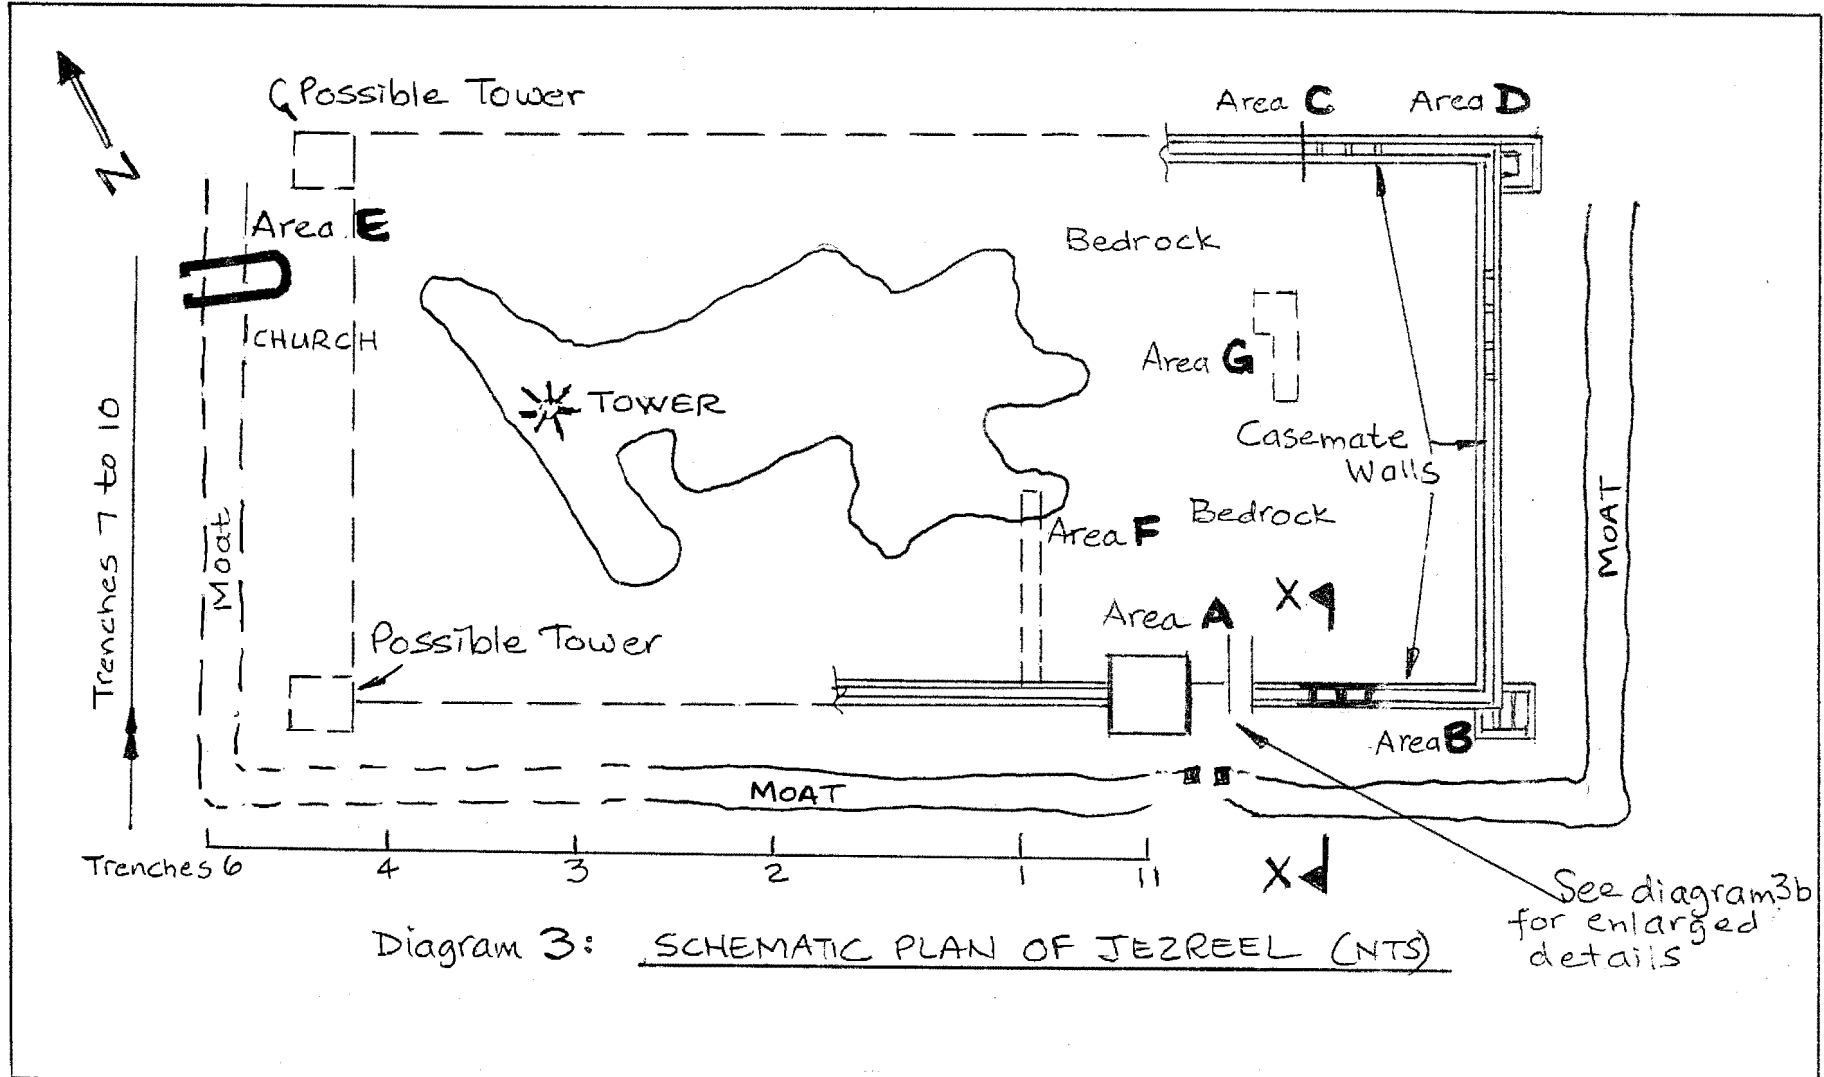 Possible Tower
Area C
Area D
N
Area E
Bedrock
CHURCH
Area G
TOWER
Casemate
Walls
Trenches 7 to 10
Moat
Area F
Bedrock
MOAT
Area A
X
Possible Tower
Area B
MOAT
Trenches 6
4
3
2
1
11
X
See diagram 3b
for enlarged
details
Diagram 3: SCHEMATIC PLAN OF JEZREEL (NTS)